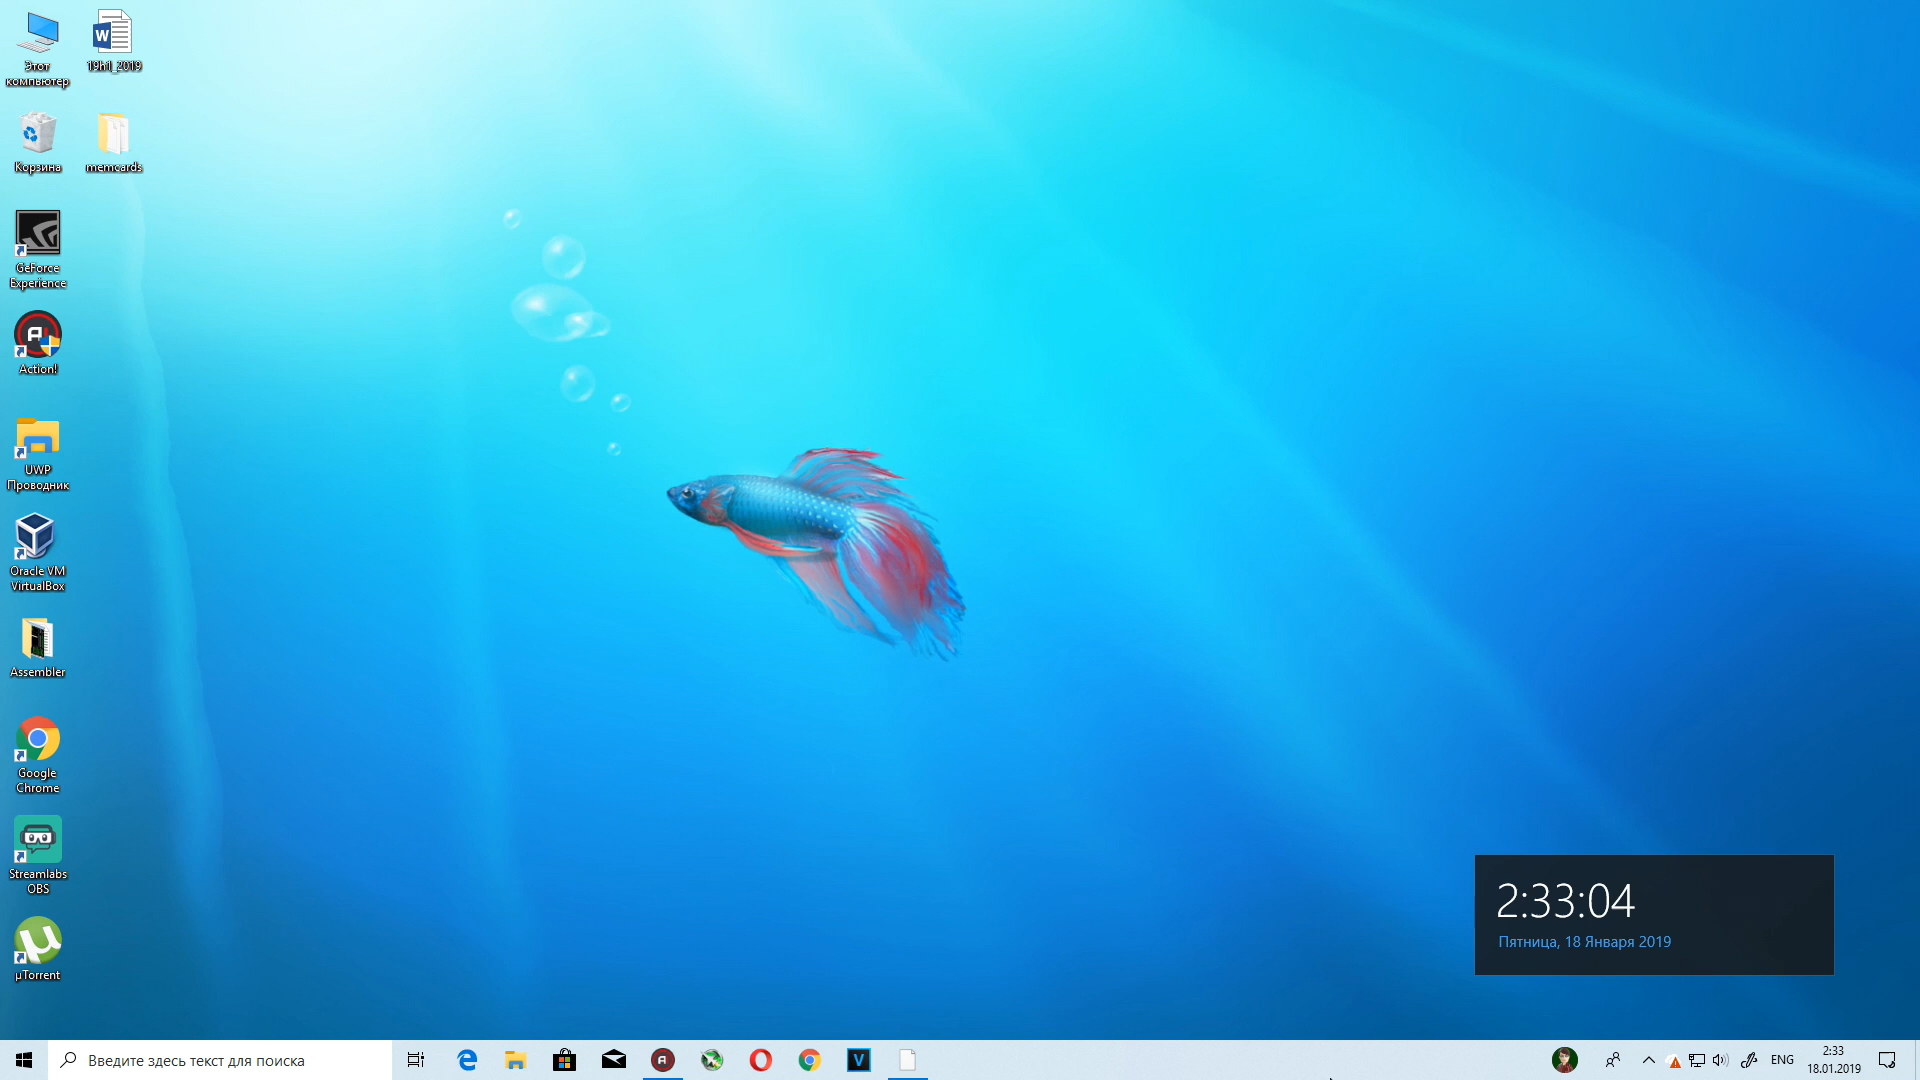 Этот
компьютер
19h1_2019
Корзина
memcards
GeForce
Experience
Action!
UWP
Проводник
Oracle VM
VirtualBox
Assembler
Google
Chrome
Streamlabs
OBS
µTorrent
2:33:04
Пятница, 18 Января 2019
Введите здесь текст для поиска
ENG
2:33
18.01.2019